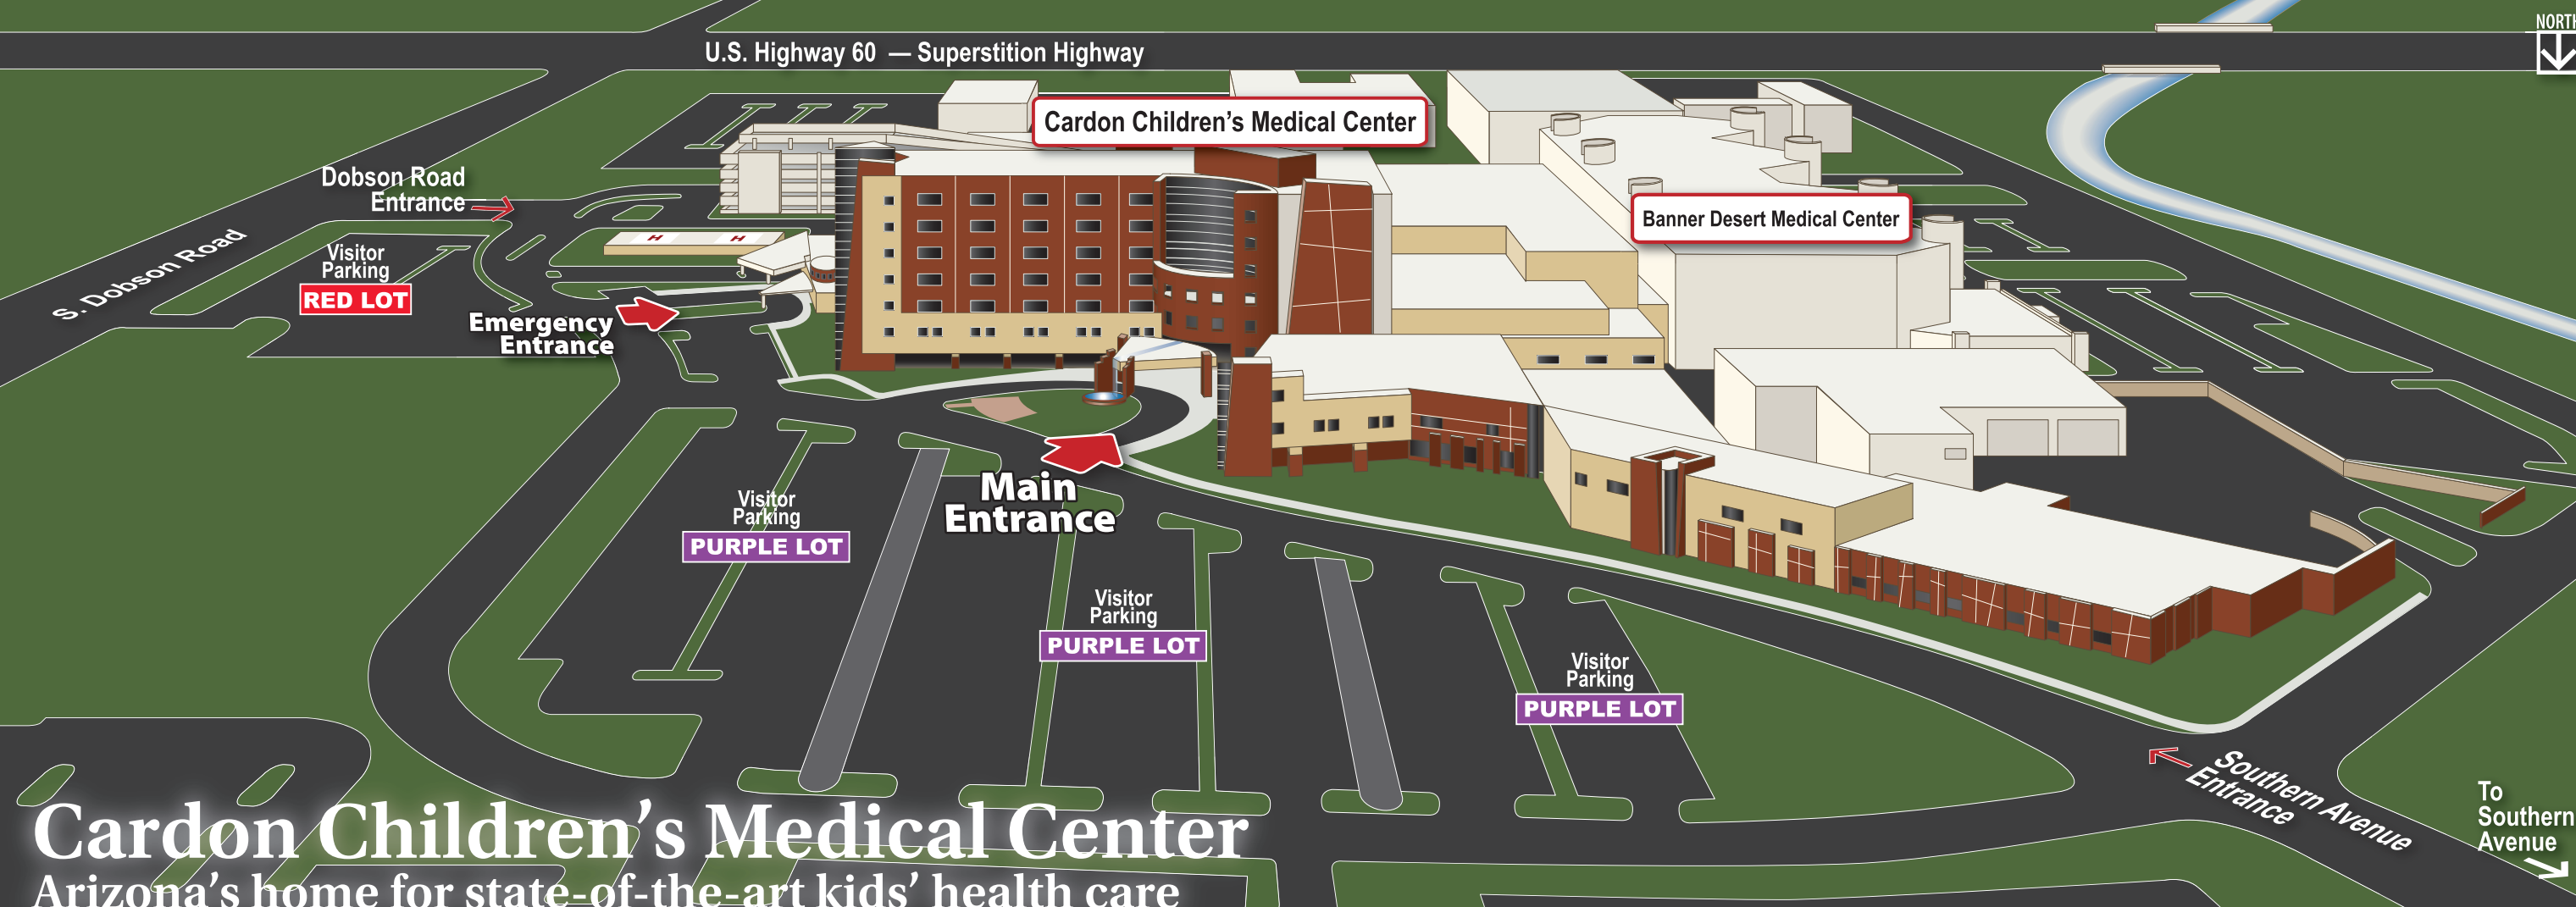 NORTH
U.S. Highway 60 — Superstition Highway
Cardon Children's Medical Center
Dobson Road
Entrance
Banner Desert Medical Center
S. Dobson Road
Visitor
Parking
RED LOT
H H
Emergency
Entrance
Main
Entrance
Visitor
Parking
PURPLE LOT
Visitor
Parking
PURPLE LOT
Visitor
Parking
PURPLE LOT
Southern Avenue
Entrance
To
Southern
Avenue
Cardon Children's Medical Center
Arizona's home for state-of-the-art kids' health care